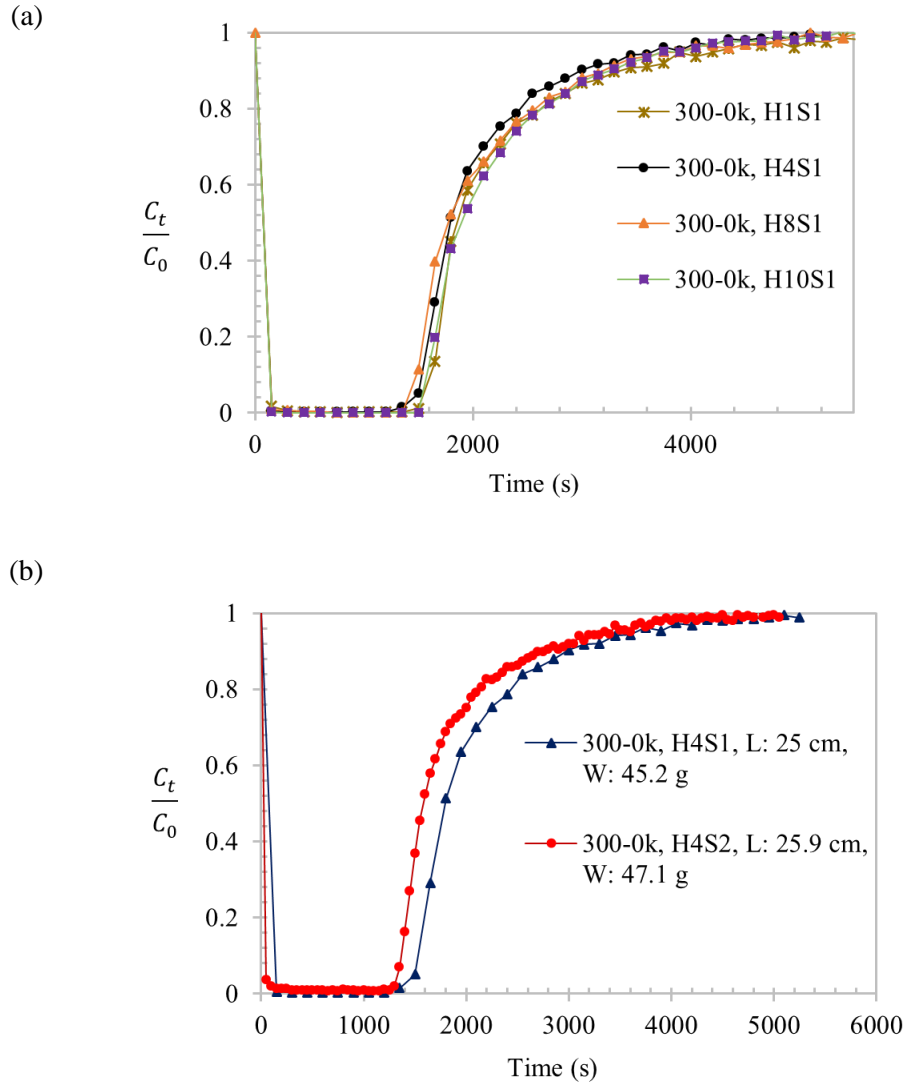 (a)
1
0.8
0.6
0.4
0.2
0
C_t
C_0
300-0k, H1S1
300-0k, H4S1
300-0k, H8S1
300-0k, H10S1
0 2000 4000
Time (s)
(b)
1
0.8
0.6
0.4
0.2
0
C_t
C_0
300-0k, H4S1, L: 25 cm,
W: 45.2 g
300-0k, H4S2, L: 25.9 cm,
W: 47.1 g
0 1000 2000 3000 4000 5000 6000
Time (s)